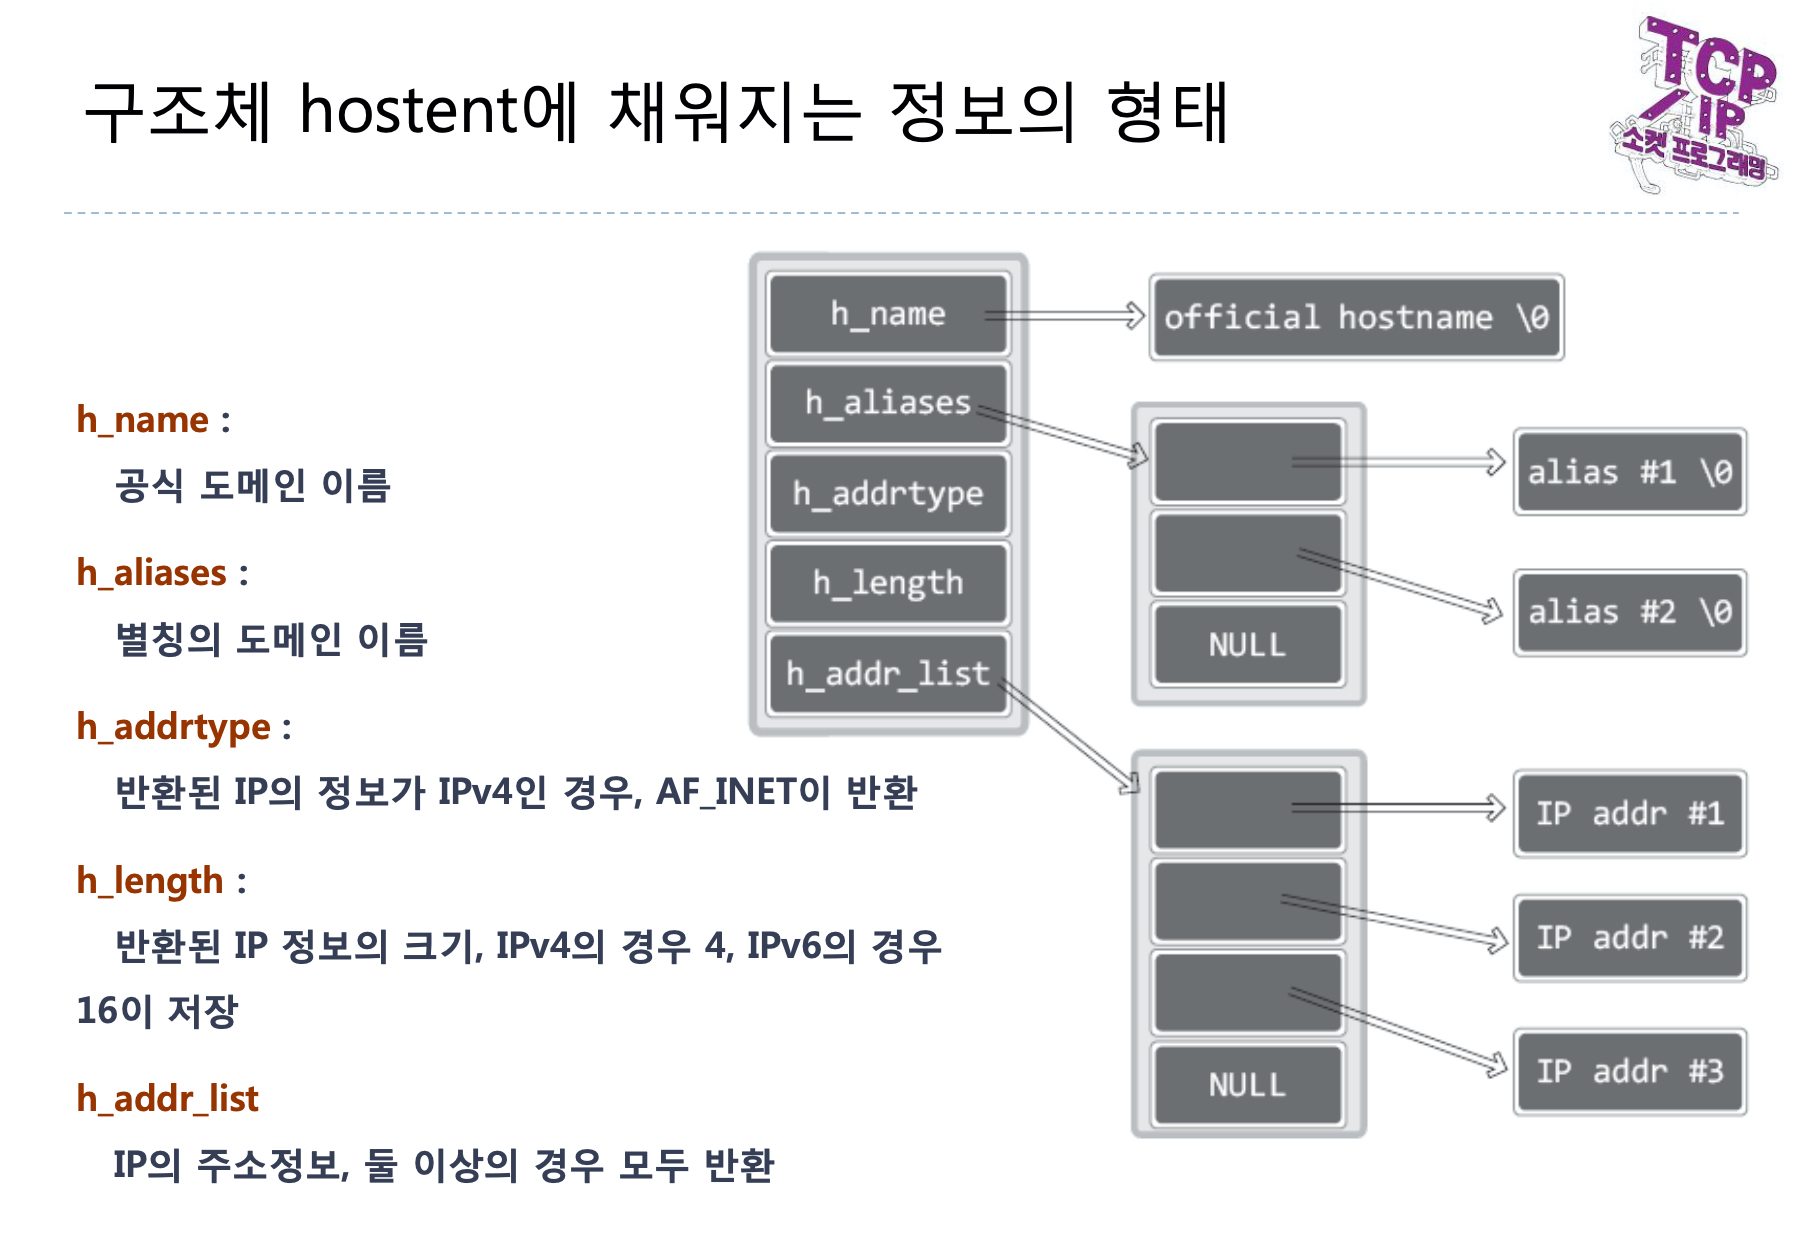 구조체 hostent에 채워지는 정보의 형태
TCP
/IP
소켓 프로그래밍
h_name :
공식 도메인 이름
h_aliases :
별칭의 도메인 이름
h_addrtype :
반환된 IP의 정보가 IPv4인 경우, AF_INET이 반환
h_length :
반환된 IP 정보의 크기, IPv4의 경우 4, IPv6의 경우
16이 저장
h_addr_list
IP의 주소정보, 둘 이상의 경우 모두 반환
h_name
h_aliases
h_addrtype
h_length
h_addr_list
official hostname \0
NULL
alias #1 \0
alias #2 \0
NULL
IP addr #1
IP addr #2
IP addr #3